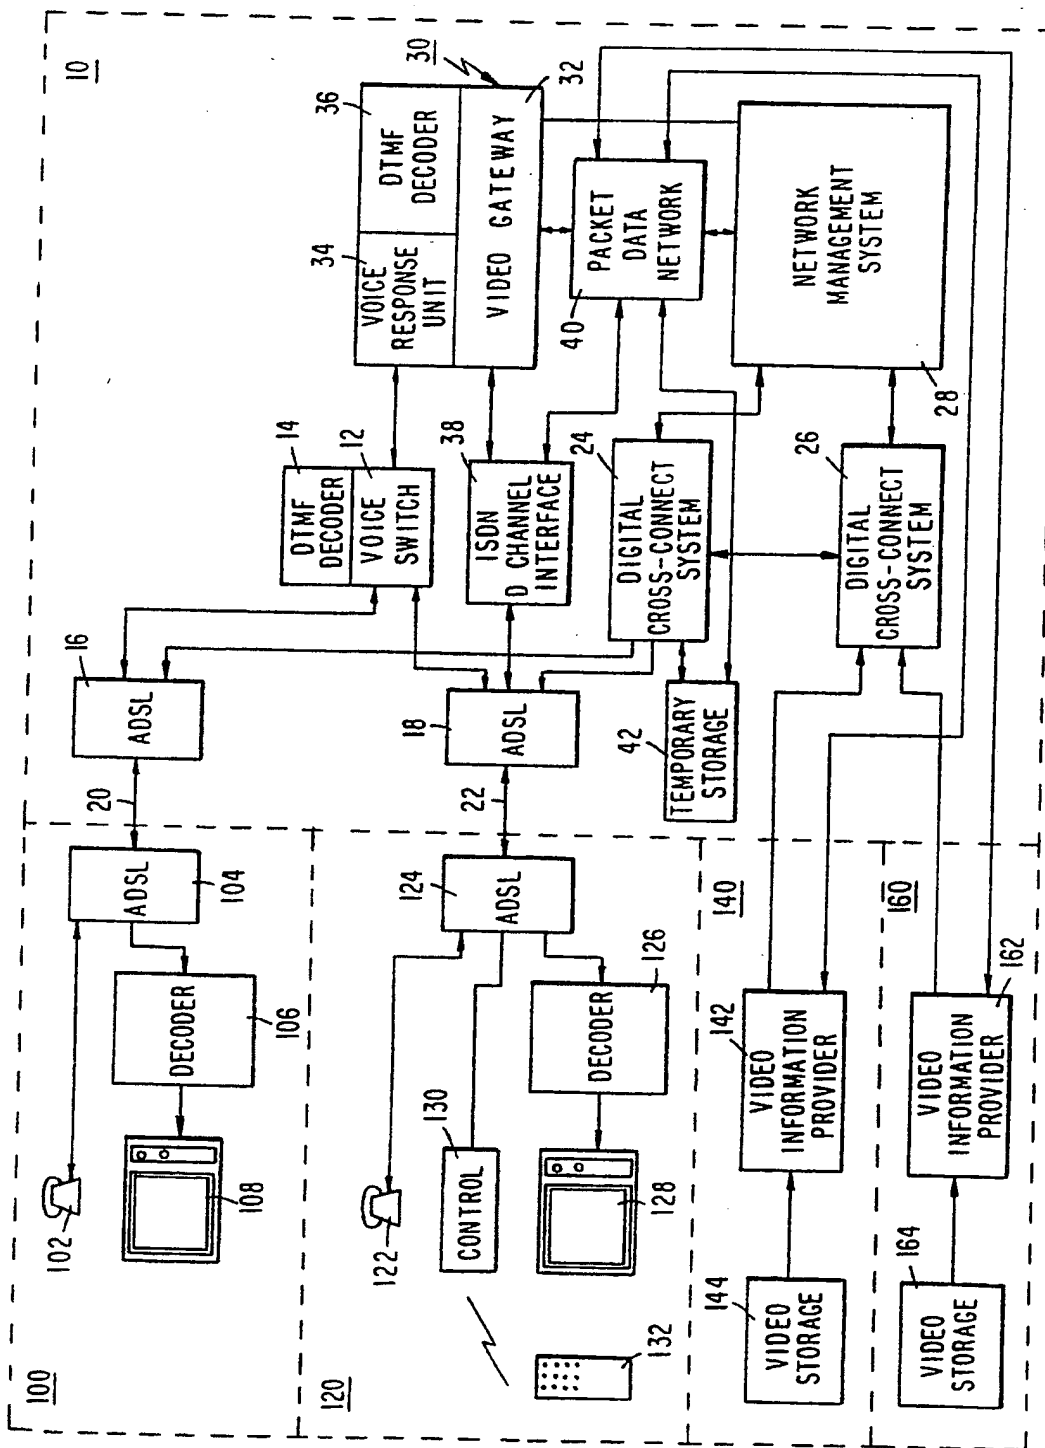 100
102
108
DECODER
106
ADSL
104
20
ADSL
16
10
120
122
CONTROL
130
132
128
DECODER
126
ADSL
124
22
ADSL
18
DTMF
DECODER
14
VOICE
SWITCH
12
ISDN
D CHANNEL
INTERFACE
38
VOICE
RESPONSE
UNIT
34
DTMF
DECODER
36
VIDEO GATEWAY
30
32
TEMPORARY
STORAGE
42
DIGITAL
CROSS-CONNECT
SYSTEM
24
PACKET
DATA
NETWORK
40
140
VIDEO
STORAGE
144
VIDEO
INFORMATION
PROVIDER
142
DIGITAL
CROSS-CONNECT
SYSTEM
26
NETWORK
MANAGEMENT
SYSTEM
28
160
VIDEO
STORAGE
164
VIDEO
INFORMATION
PROVIDER
162